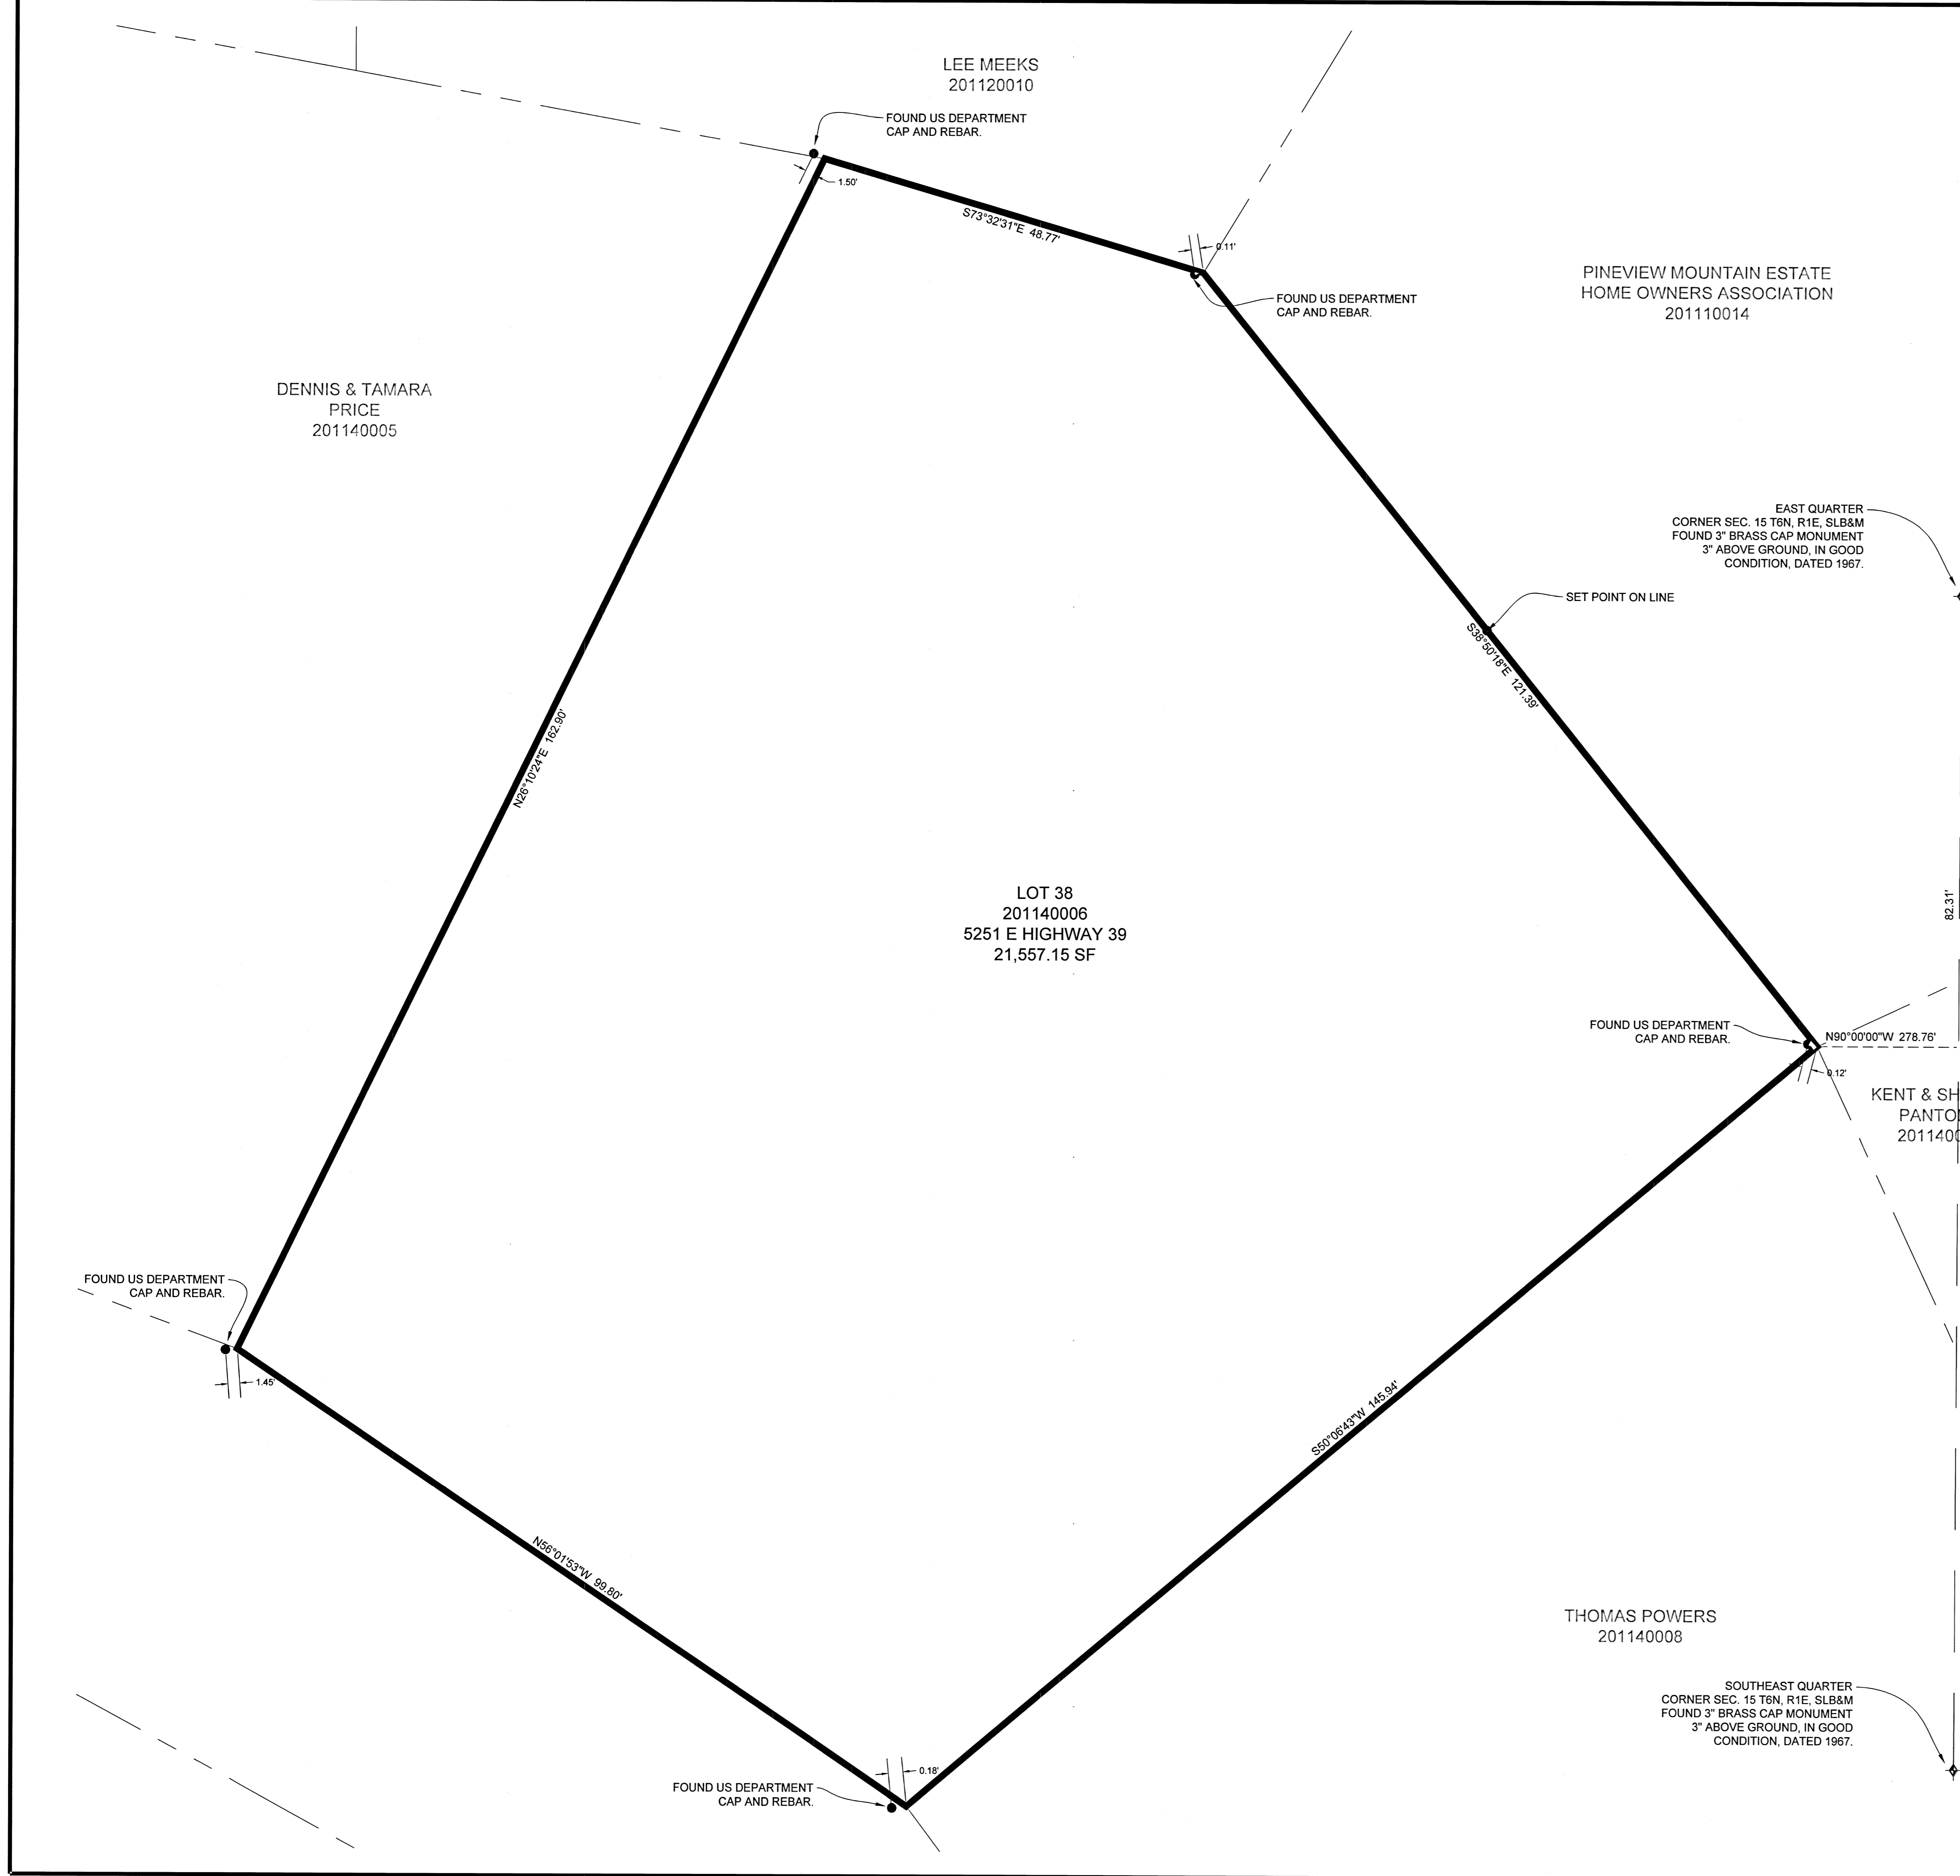 LEE MEEKS
201120010
FOUND US DEPARTMENT
CAP AND REBAR.
1.50'
S73°32'31"E 48.77'
0.11'
FOUND US DEPARTMENT
CAP AND REBAR.
PINEVIEW MOUNTAIN ESTATE
HOME OWNERS ASSOCIATION
201110014
DENNIS & TAMARA
PRICE
201140005
EAST QUARTER
CORNER SEC. 15 T6N, R1E, SLB&M
FOUND 3" BRASS CAP MONUMENT
3" ABOVE GROUND, IN GOOD
CONDITION, DATED 1967.
SET POINT ON LINE
S38°50'18"E 121.39'
N26°10'24"E 162.90'
LOT 38
201140006
5251 E HIGHWAY 39
21,557.15 SF
82.31'
FOUND US DEPARTMENT
CAP AND REBAR.
N90°00'00"W 278.76'
0.12'
KENT & SH
PANTO
201140
FOUND US DEPARTMENT
CAP AND REBAR.
1.45'
S50°06'43"W 145.94'
N56°01'53"W 99.80'
THOMAS POWERS
201140008
SOUTHEAST QUARTER
CORNER SEC. 15 T6N, R1E, SLB&M
FOUND 3" BRASS CAP MONUMENT
3" ABOVE GROUND, IN GOOD
CONDITION, DATED 1967.
0.18'
FOUND US DEPARTMENT
CAP AND REBAR.